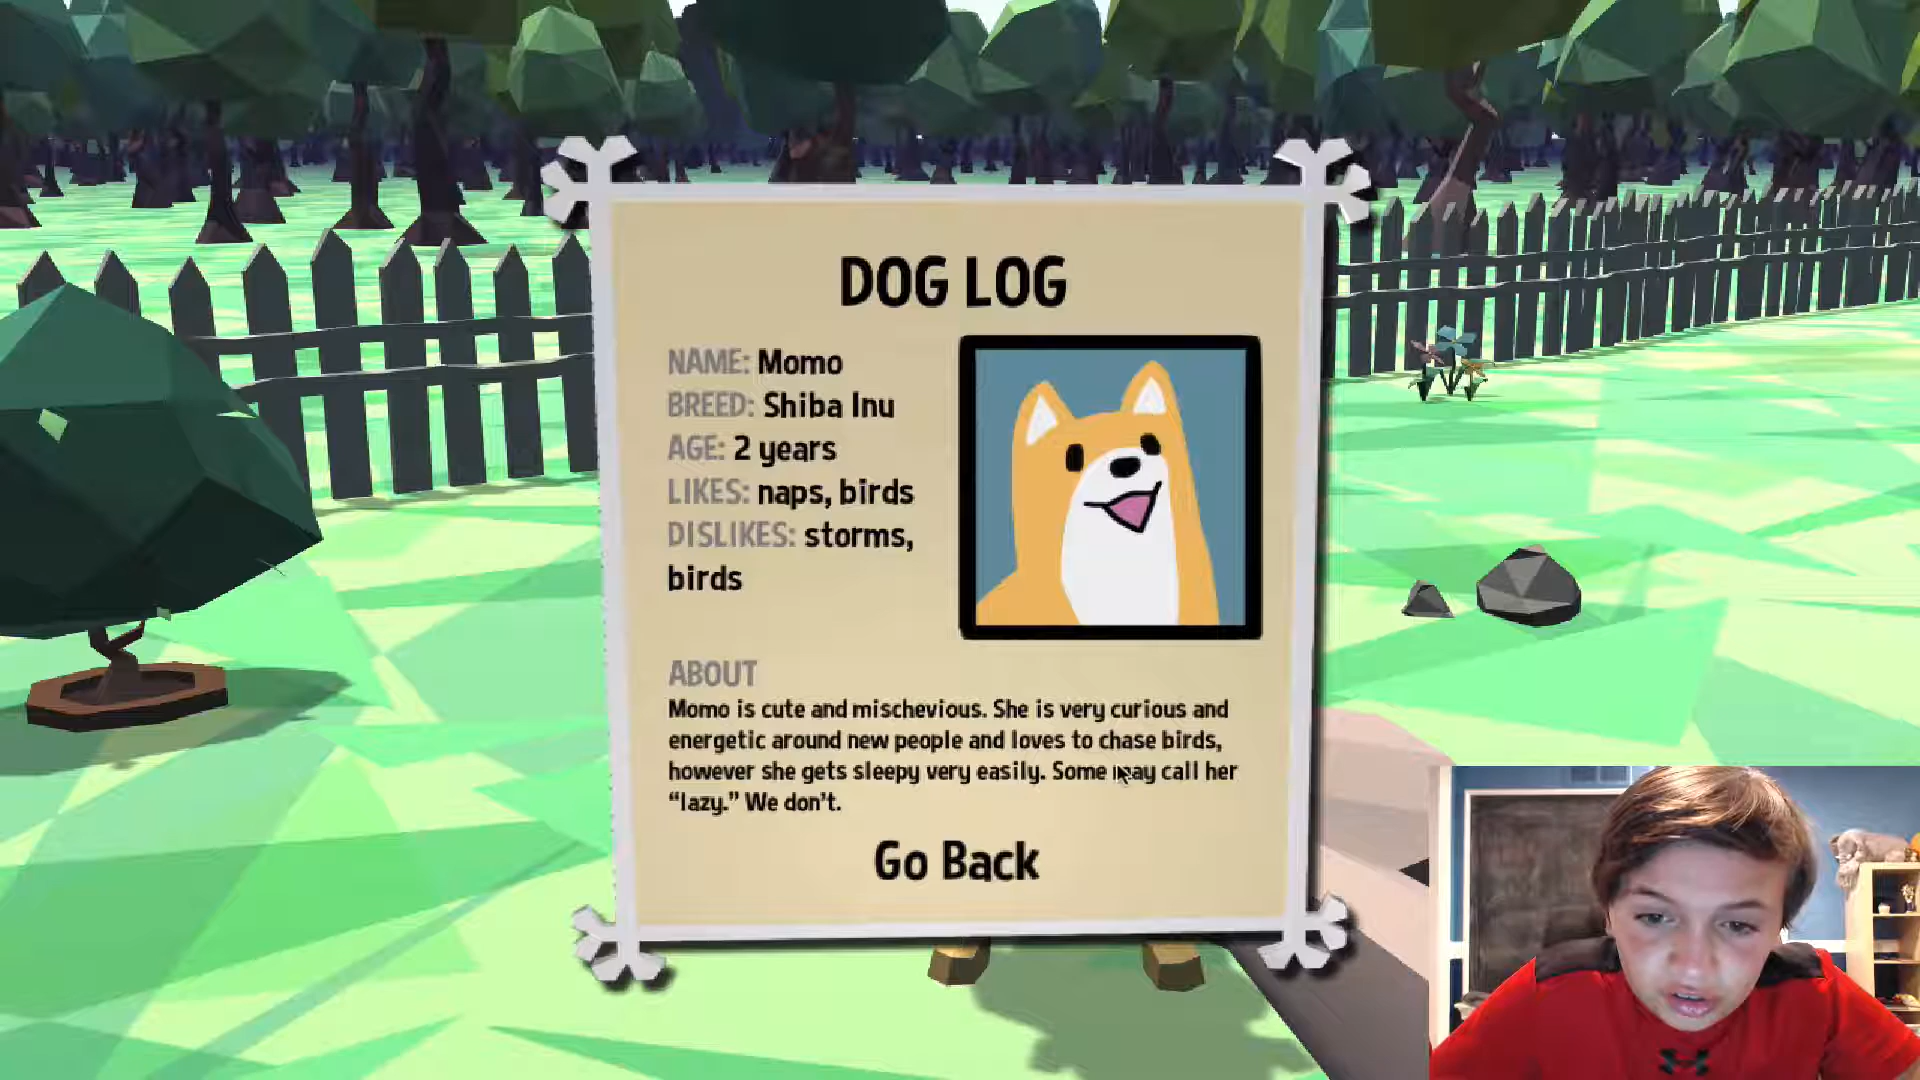 DOG LOG
NAME: Momo
BREED: Shiba Inu
AGE: 2 years
LIKES: naps, birds
DISLIKES: storms,
birds
ABOUT
Momo is cute and mischevious. She is very curious and
energetic around new people and loves to chase birds,
however she gets sleepy very easily. Some may call her
“lazy.” We don't.
Go Back